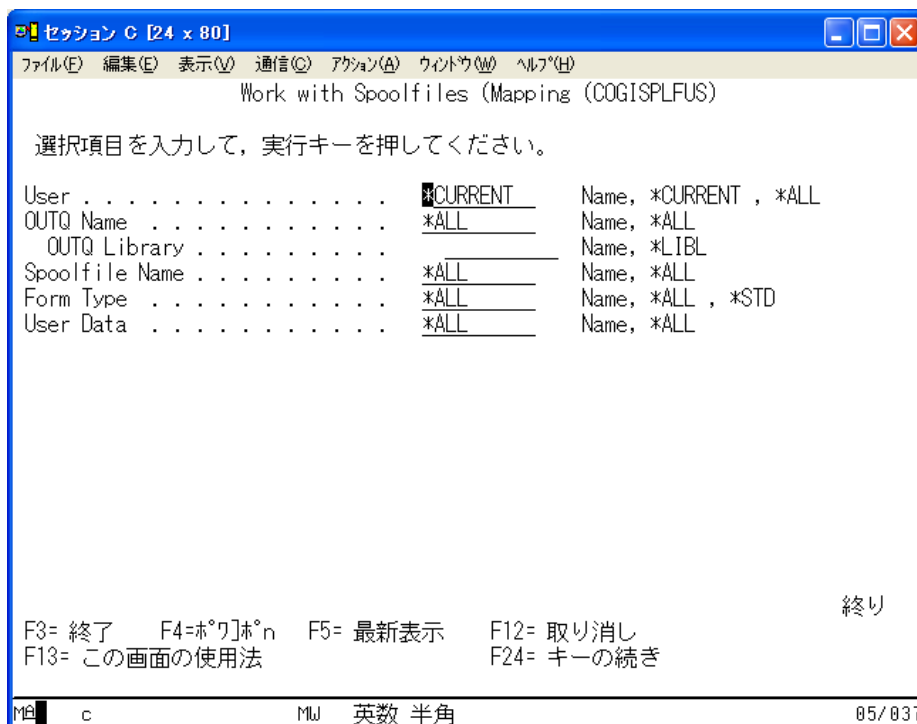 セッション C [24 x 80]
ファイル(F) 編集(E) 表示(V) 通信(C) アクション(A) ウィンドウ(W) ヘルプ(H)
Work with Spoolfiles (Mapping (COGISPLFUS)
選択項目を入力して，実行キーを押してください。
User . . . . . . . . . . . . . . *CURRENT Name, *CURRENT , *ALL
OUTQ Name . . . . . . . . . . . *ALL Name, *ALL
OUTQ Library . . . . . . . . . Name, *LIBL
Spoolfile Name . . . . . . . . . *ALL Name, *ALL
Form Type . . . . . . . . . . . *ALL Name, *ALL , *STD
User Data . . . . . . . . . . . *ALL Name, *ALL
終り
F3= 終了 F4=ﾎﾟﾜ]ﾎﾟn F5= 最新表示 F12= 取り消し
F13= この画面の使用法 F24= キーの続き
MA c MW 英数 半角 05/037